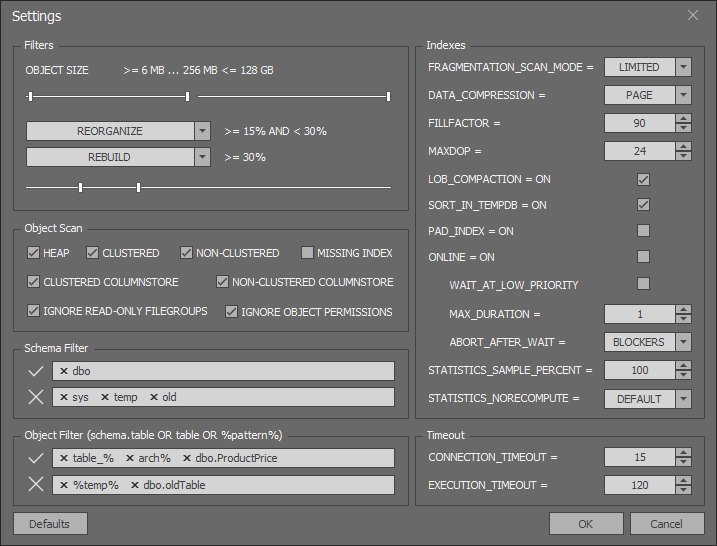 Settings
Filters
OBJECT SIZE >= 6 MB ... 256 MB <= 128 GB
REORGANIZE >= 15% AND < 30%
REBUILD >= 30%
Object Scan
HEAP CLUSTERED NON-CLUSTERED MISSING INDEX
CLUSTERED COLUMNSTORE NON-CLUSTERED COLUMNSTORE
IGNORE READ-ONLY FILEGROUPS IGNORE OBJECT PERMISSIONS
Schema Filter
dbo
sys temp old
Object Filter (schema.table OR table OR %pattern%)
table_% arch% dbo.ProductPrice
%temp% dbo.oldTable
Defaults
Indexes
FRAGMENTATION_SCAN_MODE = LIMITED
DATA_COMPRESSION = PAGE
FILLFACTOR = 90
MAXDOP = 24
LOB_COMPACTION = ON
SORT_IN_TEMPDB = ON
PAD_INDEX = ON
ONLINE = ON
WAIT_AT_LOW_PRIORITY
MAX_DURATION = 1
ABORT_AFTER_WAIT = BLOCKERS
STATISTICS_SAMPLE_PERCENT = 100
STATISTICS_NORECOMPUTE = DEFAULT
Timeout
CONNECTION_TIMEOUT = 15
EXECUTION_TIMEOUT = 120
OK Cancel